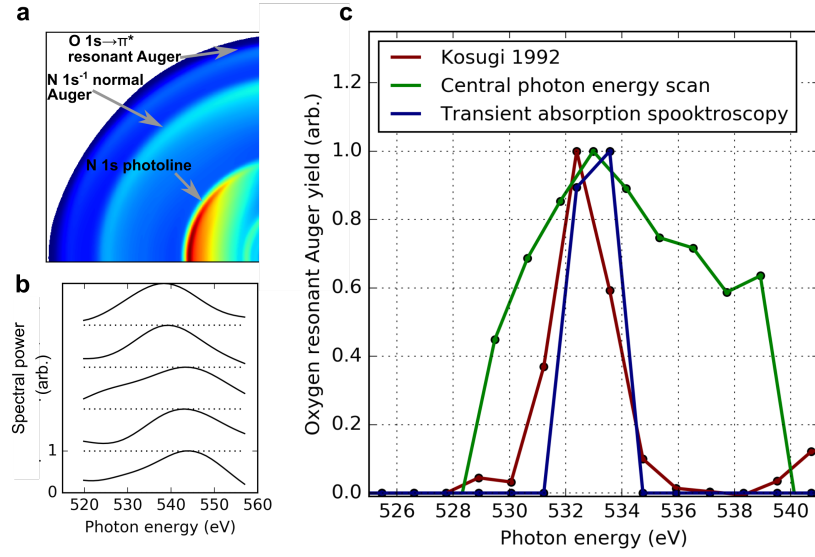 a
O 1s→π*
resonant Auger
N 1s⁻¹ normal
Auger
N 1s photoline
b
Spectral power
(arb.)
1
0
520 530 540 550 560
Photon energy (eV)
c
Kosugi 1992
Central photon energy scan
Transient absorption spooktroscopy
Oxygen resonant Auger yield (arb.)
1.2
1.0
0.8
0.6
0.4
0.2
0.0
526 528 530 532 534 536 538 540
Photon energy (eV)